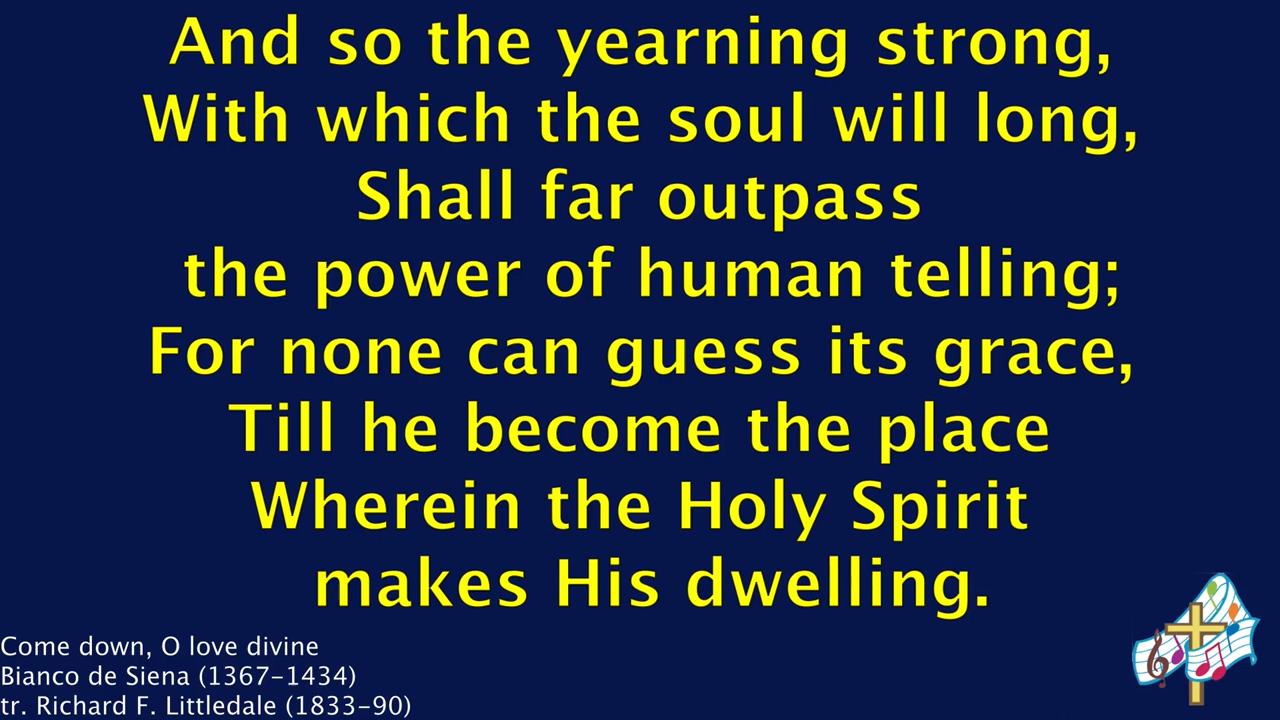 And so the yearning strong,
With which the soul will long,
Shall far outpass
the power of human telling;
For none can guess its grace,
Till he become the place
Wherein the Holy Spirit
makes His dwelling.
Come down, O love divine
Bianco de Siena (1367-1434)
tr. Richard F. Littledale (1833-90)